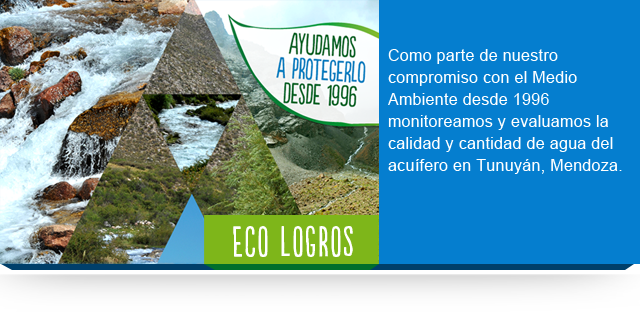 AYUDAMOS
A PROTEGERLO
DESDE 1996
ECO LOGROS
Como parte de nuestro
compromiso con el Medio
Ambiente desde 1996
monitoreamos y evaluamos la
calidad y cantidad de agua del
acuífero en Tunuyán, Mendoza.